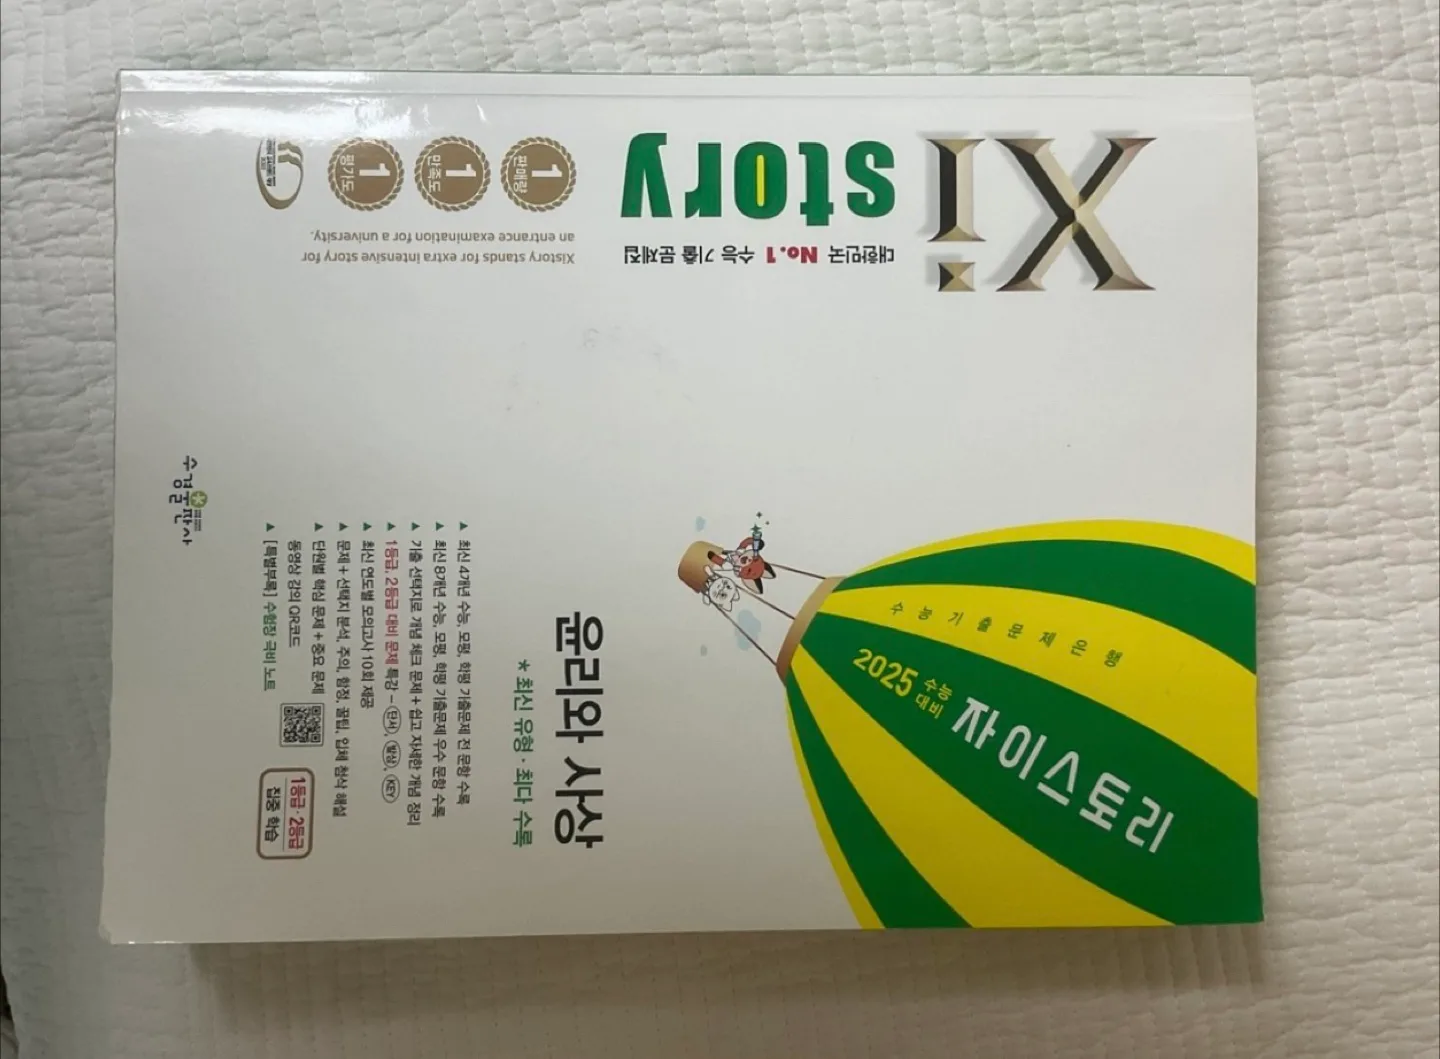 Xi
story
대한민국 No.1 수능 기출 문제집
Xistory stands for extra intensive story for
an entrance examination for a university.
1
판매량
1
만족도
1
평가도
수능기출문제은행
2025 수능
대비
자이스토리
윤리와 사상
*최신 유형·최다 수록
▲ 최신 4개년 수능, 모평, 학평 기출문제 전 문항 수록
▲ 최신 8개년 수능, 모평, 학평 기출문제 우수 문항 수록
▲ 기출 선택지로 개념 체크 문제 + 쉽고 자세한 개념 정리
▲ 1등급, 2등급 대비 문제 특강 – 단서, 발상, KEY
▲ 최신 연도별 모의고사 10회 제공
▲ 문제 + 선택지 분석, 주의, 함정, 꿀팁, 입체 첨삭 해설
▲ 단원별 핵심 문제 + 중요 문제
동영상 강의 QR코드
▲ [특별부록] 수험장 국비 노트
1등급·2등급
집중 학습
수경출판사